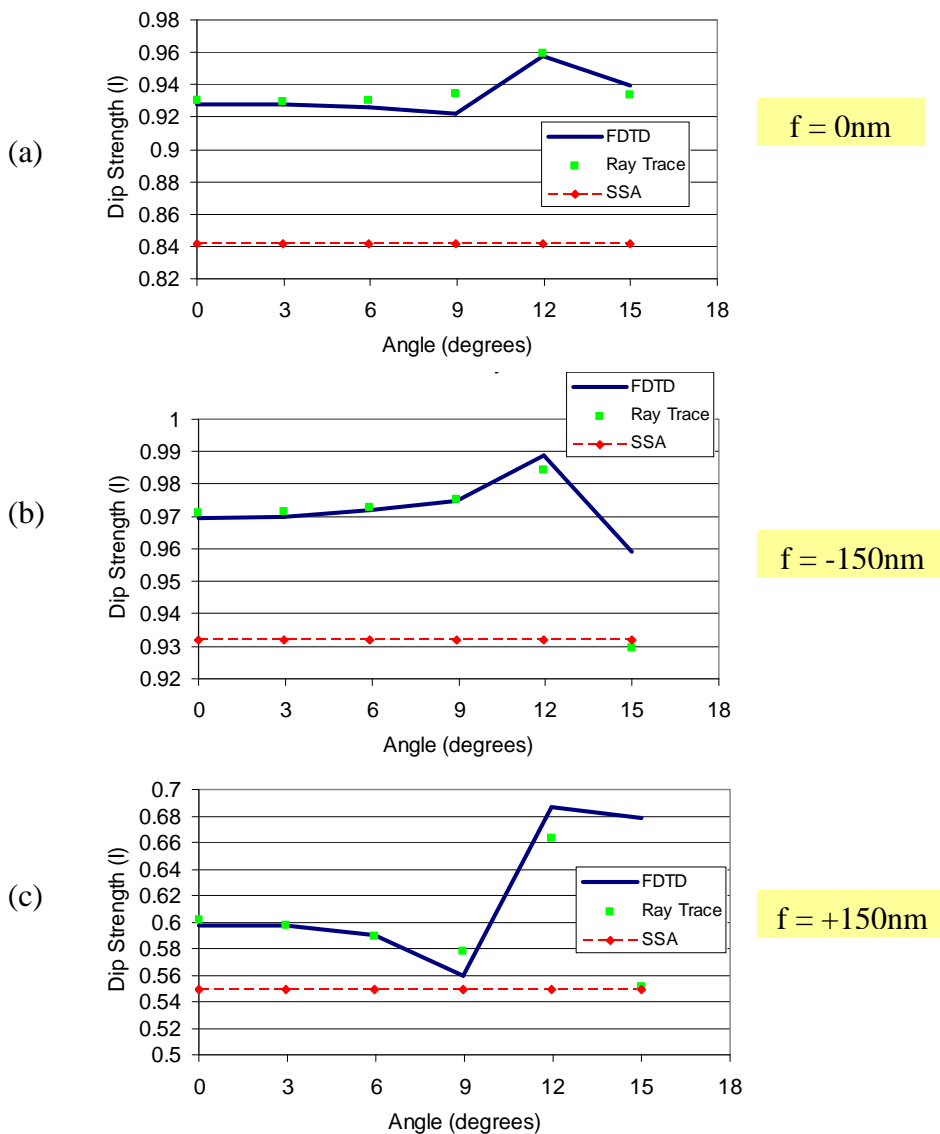 (a)
Dip Strength (I)
0.98
0.96
0.94
0.92
0.9
0.88
0.86
0.84
0.82
0 3 6 9 12 15 18
Angle (degrees)
FDTD
Ray Trace
SSA
f = 0nm
(b)
Dip Strength (I)
1
0.99
0.98
0.97
0.96
0.95
0.94
0.93
0.92
0 3 6 9 12 15 18
Angle (degrees)
FDTD
Ray Trace
SSA
f = -150nm
(c)
Dip Strength (I)
0.7
0.68
0.66
0.64
0.62
0.6
0.58
0.56
0.54
0.52
0.5
0 3 6 9 12 15 18
Angle (degrees)
FDTD
Ray Trace
SSA
f = +150nm